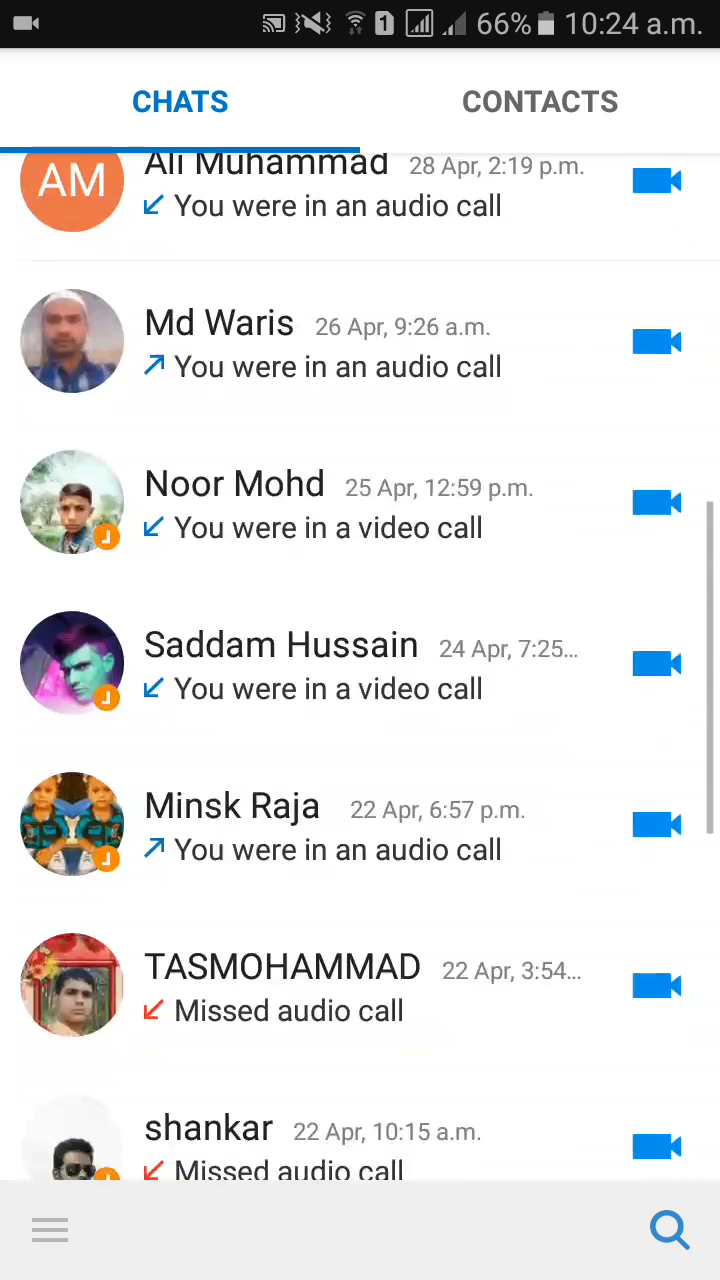 1 66% 10:24 a.m.
CHATS CONTACTS
AM Ali Muhammad 28 Apr, 2:19 p.m.
You were in an audio call
Md Waris 26 Apr, 9:26 a.m.
You were in an audio call
Noor Mohd 25 Apr, 12:59 p.m.
You were in a video call
Saddam Hussain 24 Apr, 7:25...
You were in a video call
Minsk Raja 22 Apr, 6:57 p.m.
You were in an audio call
TASMOHAMMAD 22 Apr, 3:54...
Missed audio call
shankar 22 Apr, 10:15 a.m.
Missed audio call